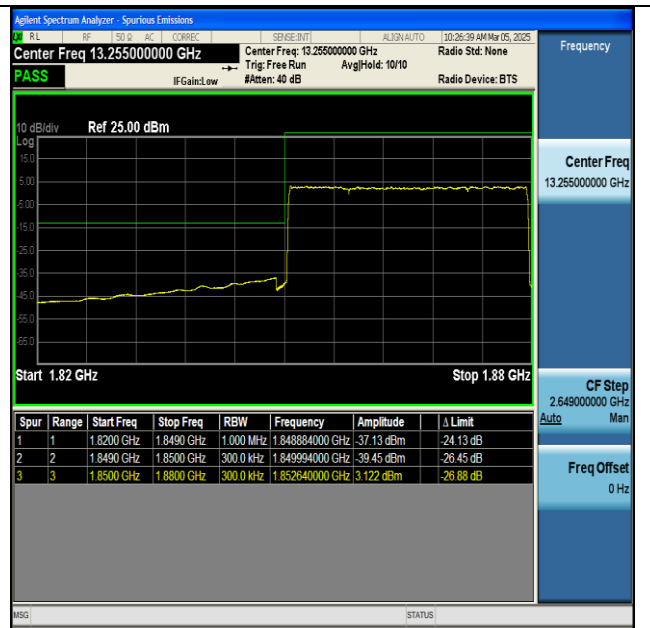 Agilent Spectrum Analyzer - Spurious Emissions
RL RF 50 Ω AC CORREC SENSE:INT ALIGN AUTO 10:26:39 AM Mar 05, 2025
Center Freq 13.255000000 GHz Center Freq: 13.255000000 GHz Radio Std: None
Trig: Free Run Avg|Hold: 10/10
PASS IFGain:Low #Atten: 40 dB Radio Device: BTS
10 dB/div Ref 25.00 dBm
Log
15.0
5.00
-5.00
-15.0
-25.0
-35.0
-45.0
-55.0
-65.0
Start 1.82 GHz Stop 1.88 GHz
Spur Range Start Freq Stop Freq RBW Frequency Amplitude Δ Limit
1 1 1.8200 GHz 1.8490 GHz 1.000 MHz 1.848884000 GHz -37.13 dBm -24.13 dB
2 2 1.8490 GHz 1.8500 GHz 300.0 kHz 1.849994000 GHz -39.45 dBm -26.45 dB
3 3 1.8500 GHz 1.8800 GHz 300.0 kHz 1.852640000 GHz 3.122 dBm -26.88 dB
MSG STATUS
Frequency
Center Freq
13.255000000 GHz
CF Step
2.649000000 GHz
Auto Man
Freq Offset
0 Hz